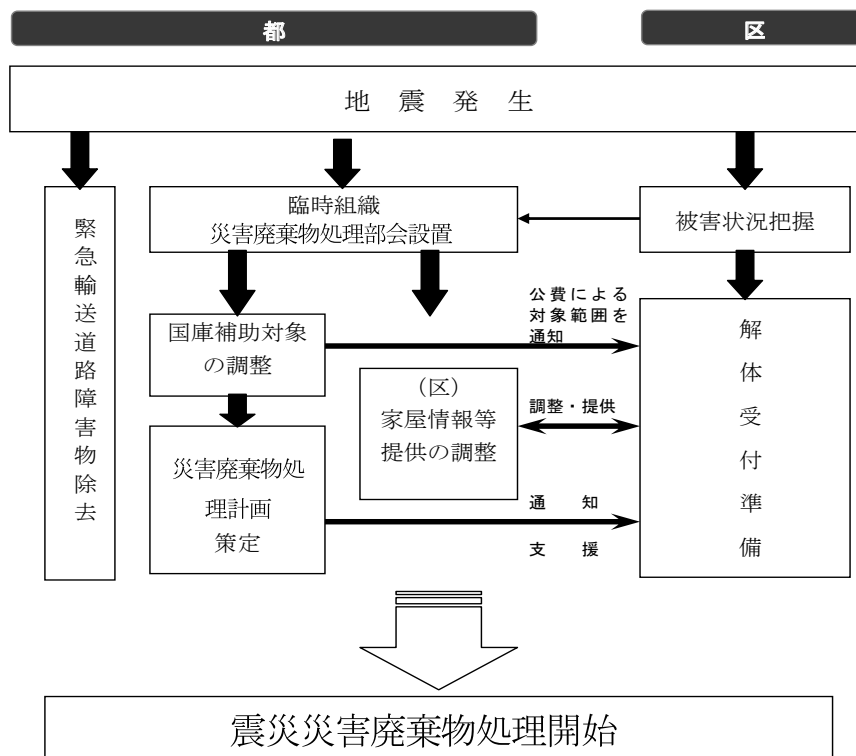 都
区
地 震 発 生
緊急輸送道路障害物除去
臨時組織
災害廃棄物処理部会設置
被害状況把握
国庫補助対象
の調整
公費による
対象範囲を
通知
(区)
家屋情報等
提供の調整
調整・提供
解体受付準備
災害廃棄物処
理計画
策定
通 知
支 援
震災災害廃棄物処理開始